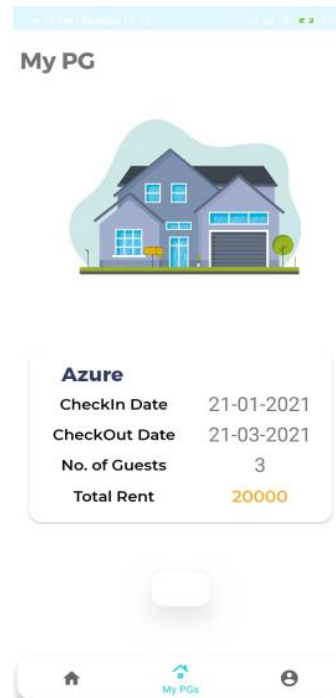 My PG
Azure
CheckIn Date 21-01-2021
CheckOut Date 21-03-2021
No. of Guests 3
Total Rent 20000
My PGs